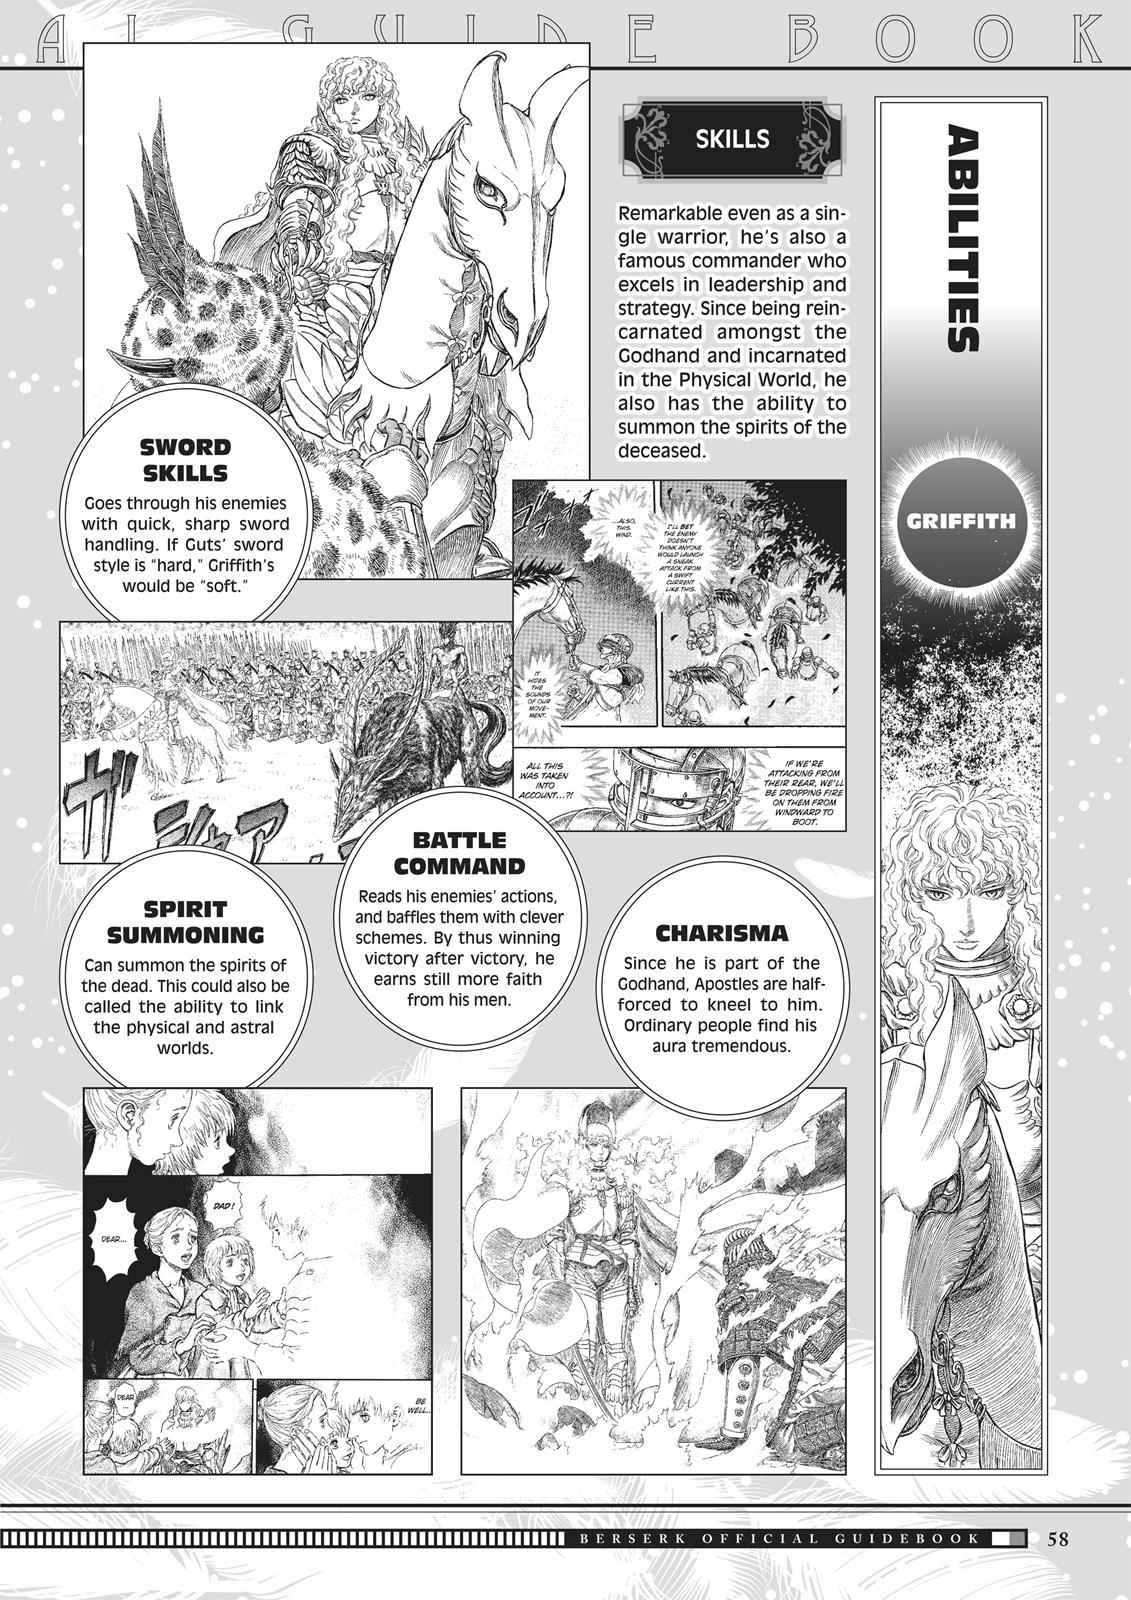 AL GUIDE BOOK
SKILLS
Remarkable even as a sin-
gle warrior, he's also a
famous commander who
excels in leadership and
strategy. Since being rein-
carnated amongst the
Godhand and incarnated
in the Physical World, he
also has the ability to
summon the spirits of the
deceased.
ABILITIES
GRIFFITH
SWORD
SKILLS
Goes through his enemies
with quick, sharp sword
handling. If Guts' sword
style is "hard," Griffith's
would be "soft."
...ALSO,
THIS
WIND.
I'LL BET
THE ENEMY
DOESN'T
THINK ANYONE
WOULD LAUNCH
A SNEAK
ATTACK FROM
A SWIFT
CURRENT
LIKE THIS.
IT
HIDES
THE
SOUNDS
OF OUR
MOVE-
MENT.
ALL THIS
WAS TAKEN
INTO
ACCOUNT...?!
IF WE'RE
ATTACKING FROM
THEIR REAR, WE'LL
BE DROPPING FIRE
ON THEM FROM
WINDWARD TO
BOOT.
ガ
シャァ
BATTLE
COMMAND
Reads his enemies' actions,
and baffles them with clever
schemes. By thus winning
victory after victory, he
earns still more faith
from his men.
SPIRIT
SUMMONING
Can summon the spirits of
the dead. This could also be
called the ability to link
the physical and astral
worlds.
CHARISMA
Since he is part of the
Godhand, Apostles are half-
forced to kneel to him.
Ordinary people find his
aura tremendous.
DAD!
DEAR...
DEAR
BE
WELL...
BERSERK OFFICIAL GUIDEBOOK
58